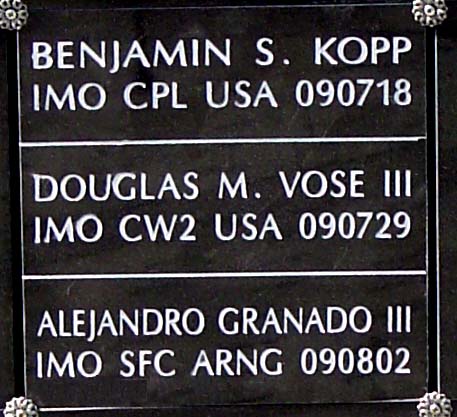 BENJAMIN S. KOPP
IMO CPL USA 090718
DOUGLAS M. VOSE III
IMO CW2 USA 090729
ALEJANDRO GRANADO III
IMO SFC ARNG 090802